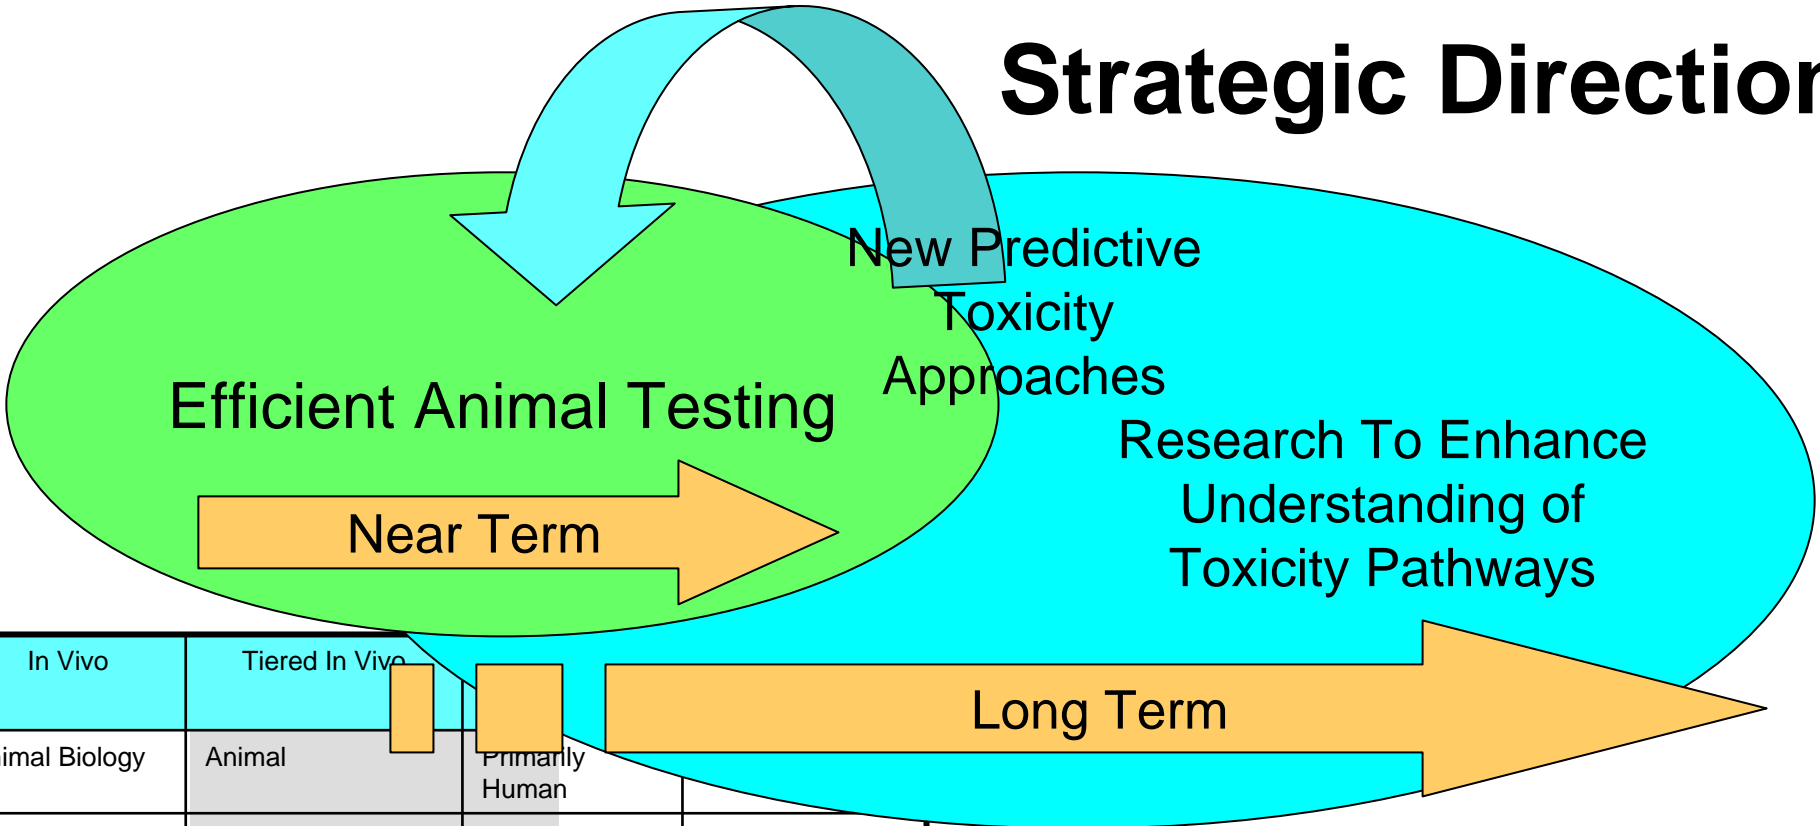 Strategic Direction
New Predictive
Toxicity
Approaches
Efficient Animal Testing
Research To Enhance
Understanding of
Toxicity Pathways
Near Term
Long Term
In Vivo
Tiered In Vivo
imal Biology
Animal
Primarily
Human